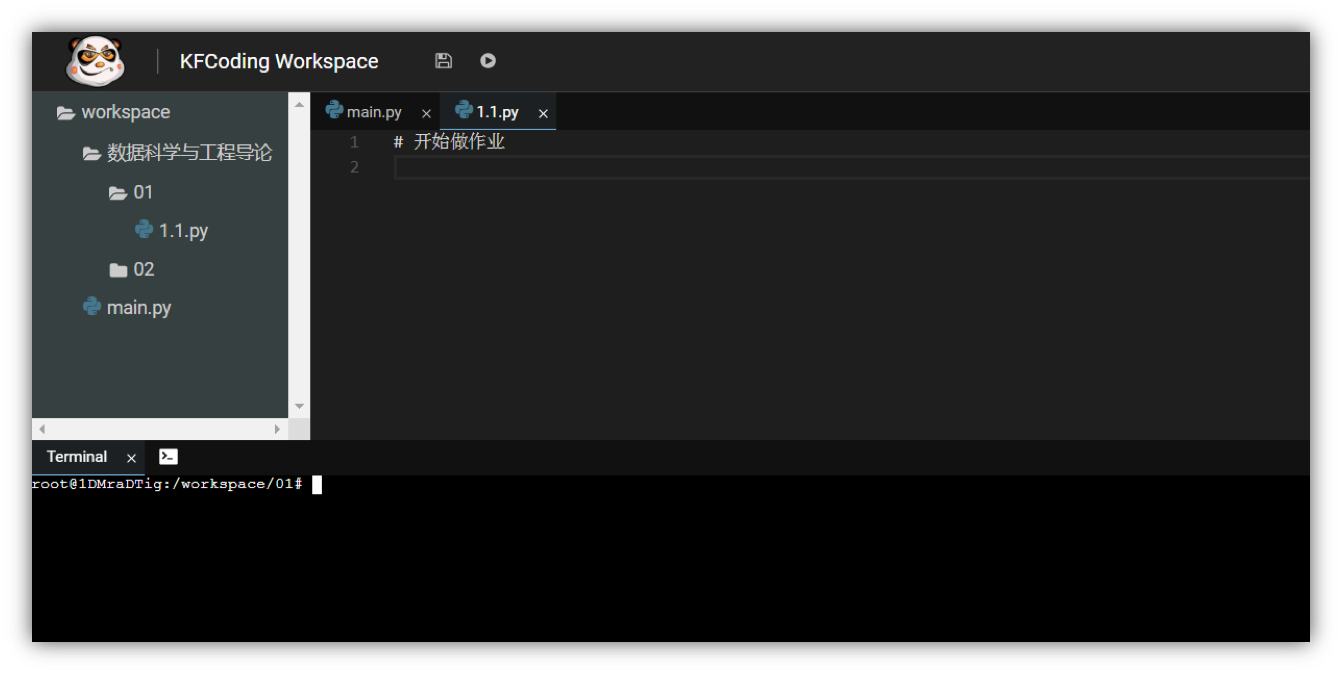 KFCoding Workspace
workspace
数据科学与工程导论
01
1.1.py
02
main.py
main.py × 1.1.py ×
1 # 开始做作业
2
Terminal ×
root@1DMraDTig:/workspace/01#